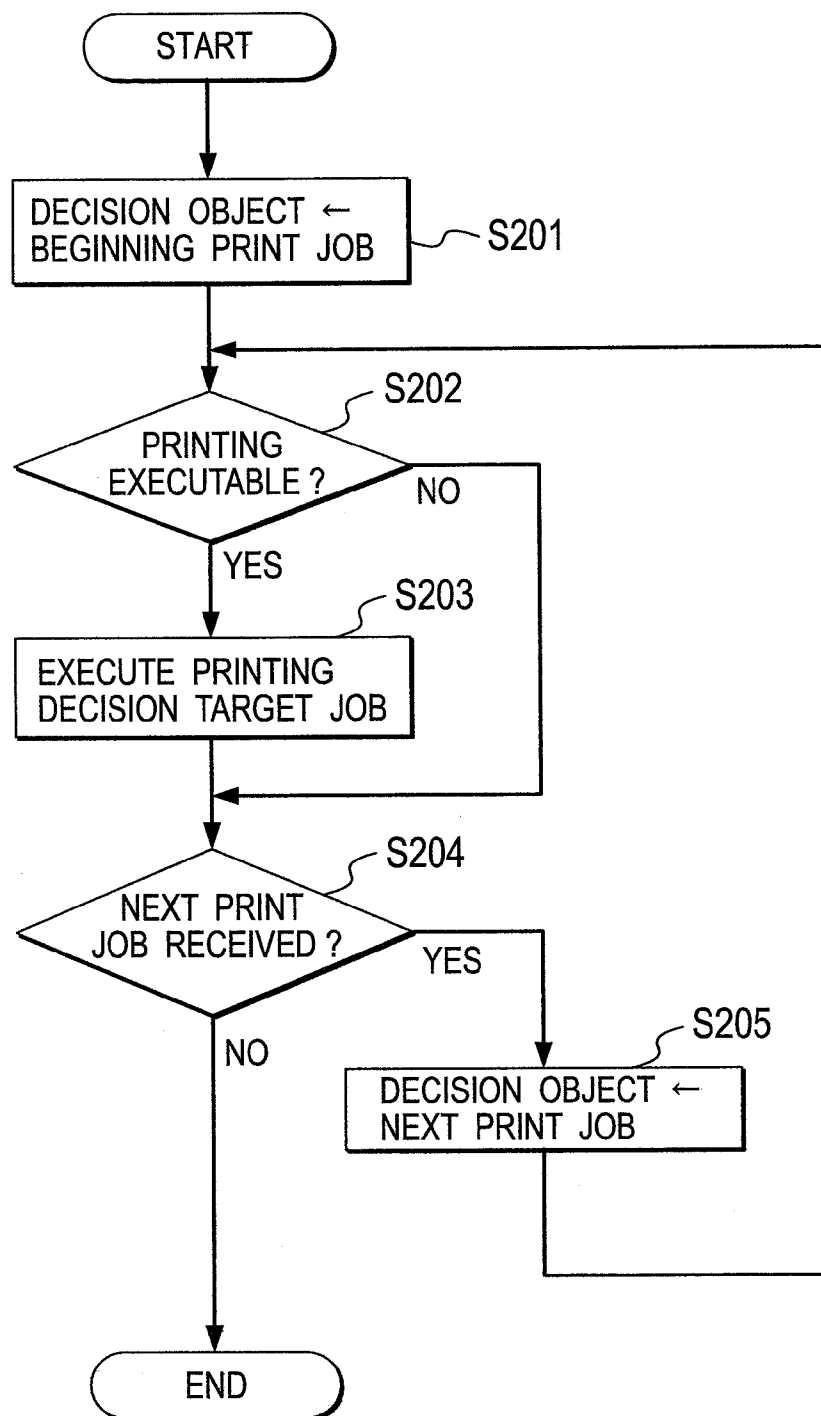 START
DECISION OBJECT ←
BEGINNING PRINT JOB
S201
S202
PRINTING
EXECUTABLE ?
NO
YES
S203
EXECUTE PRINTING
DECISION TARGET JOB
S204
NEXT PRINT
JOB RECEIVED ?
YES
NO
S205
DECISION OBJECT ←
NEXT PRINT JOB
END